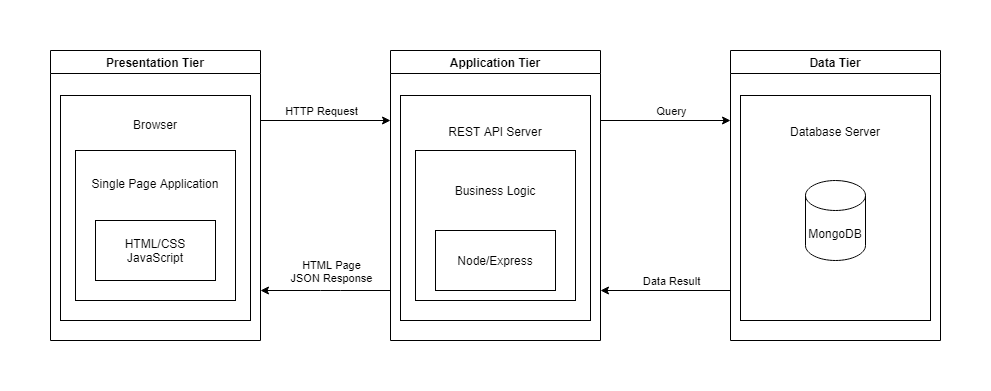 Presentation Tier
Browser
Single Page Application
HTML/CSS
JavaScript
HTTP Request
HTML Page
JSON Response
Application Tier
REST API Server
Business Logic
Node/Express
Query
Data Result
Data Tier
Database Server
MongoDB